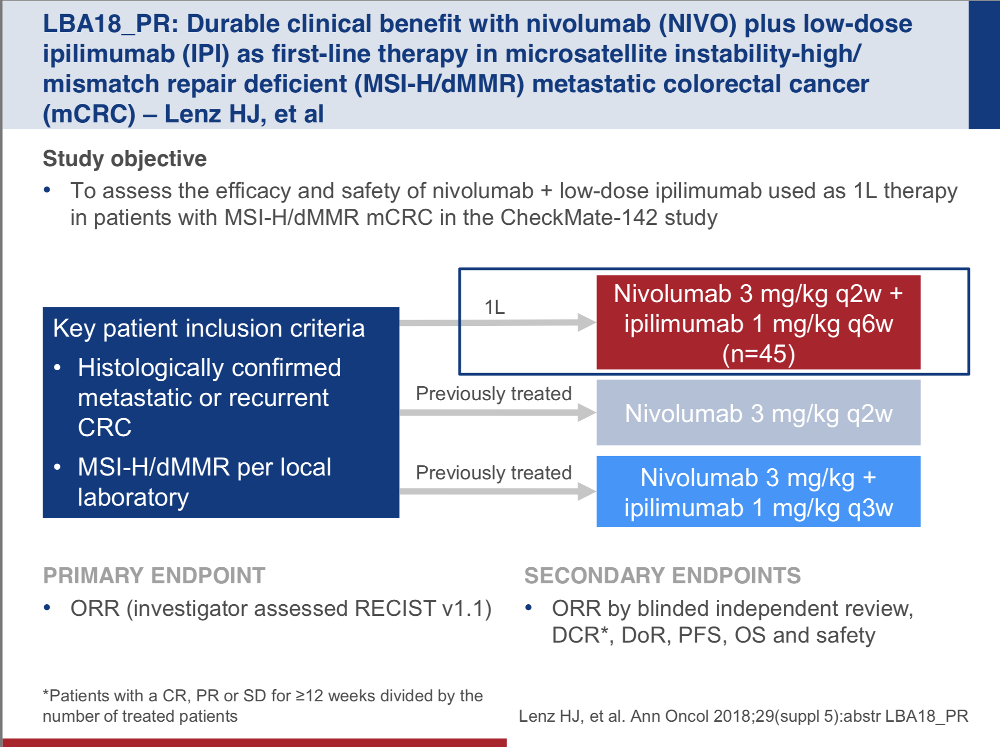 LBA18_PR: Durable clinical benefit with nivolumab (NIVO) plus low-dose
ipilimumab (IPI) as first-line therapy in microsatellite instability-high/
mismatch repair deficient (MSI-H/dMMR) metastatic colorectal cancer
(mCRC) – Lenz HJ, et al
Study objective
• To assess the efficacy and safety of nivolumab + low-dose ipilimumab used as 1L therapy
in patients with MSI-H/dMMR mCRC in the CheckMate-142 study
Key patient inclusion criteria
• Histologically confirmed
metastatic or recurrent
CRC
• MSI-H/dMMR per local
laboratory
1L
Nivolumab 3 mg/kg q2w +
ipilimumab 1 mg/kg q6w
(n=45)
Previously treated
Nivolumab 3 mg/kg q2w
Previously treated
Nivolumab 3 mg/kg +
ipilimumab 1 mg/kg q3w
PRIMARY ENDPOINT
• ORR (investigator assessed RECIST v1.1)
SECONDARY ENDPOINTS
• ORR by blinded independent review,
DCR*, DoR, PFS, OS and safety
*Patients with a CR, PR or SD for ≥12 weeks divided by the
number of treated patients
Lenz HJ, et al. Ann Oncol 2018;29(suppl 5):abstr LBA18_PR